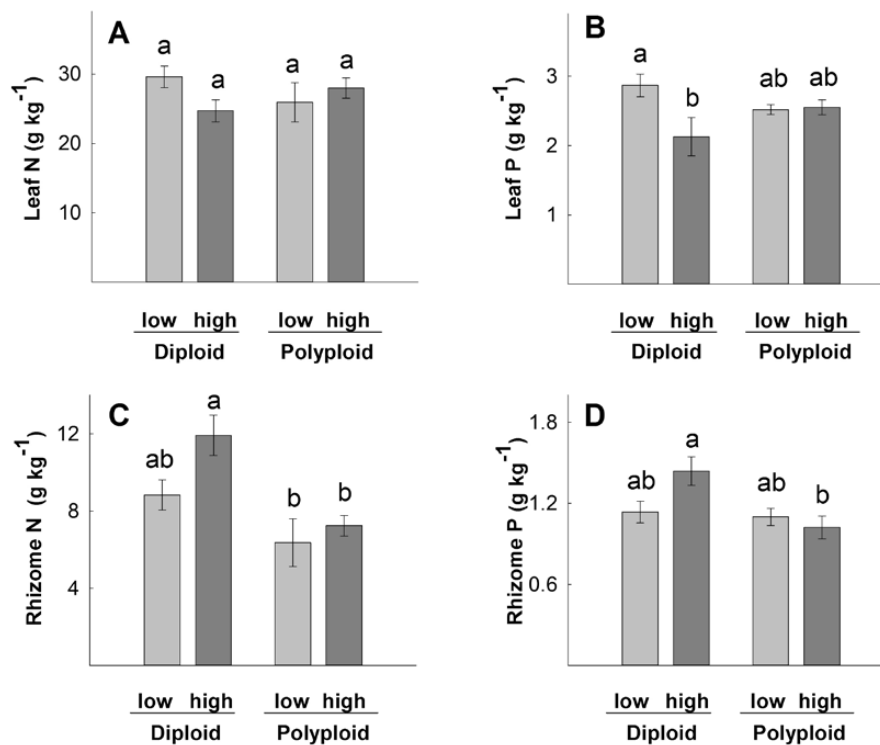 A
Leaf N (g kg⁻¹)
30
20
10
a a a a
low high low high
Diploid Polyploid
B
Leaf P (g kg⁻¹)
3
2
1
a b ab ab
low high low high
Diploid Polyploid
C
Rhizome N (g kg⁻¹)
12
8
4
ab a b b
low high low high
Diploid Polyploid
D
Rhizome P (g kg⁻¹)
1.8
1.2
0.6
ab a ab b
low high low high
Diploid Polyploid